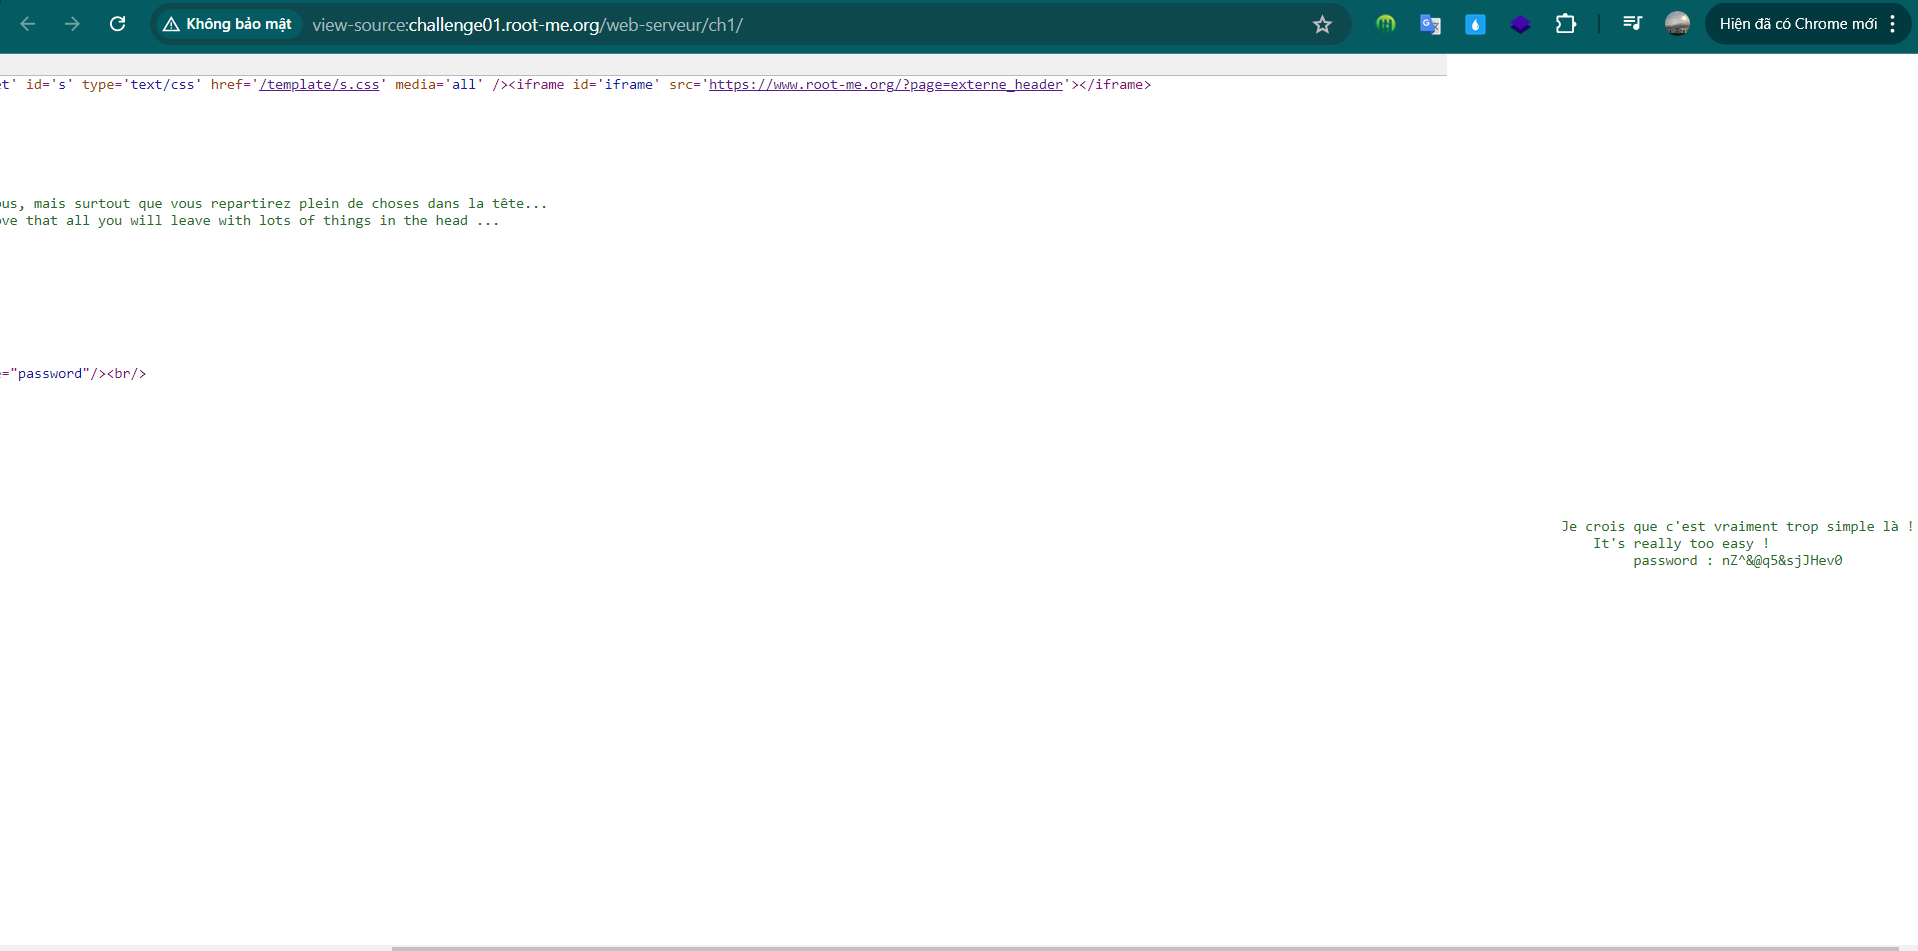 Không bảo mật
view-source:challenge01.root-me.org/web-serveur/ch1/
Hiện đã có Chrome mới
et' id='s' type='text/css' href='/template/s.css' media='all' /><iframe id='iframe' src='https://www.root-me.org/?page=externe_header'></iframe>
ous, mais surtout que vous repartirez plein de choses dans la tête...
ove that all you will leave with lots of things in the head ...
="password"/><br/>
Je crois que c'est vraiment trop simple là !
It's really too easy !
password : nZ^&@q5&sjJHev0